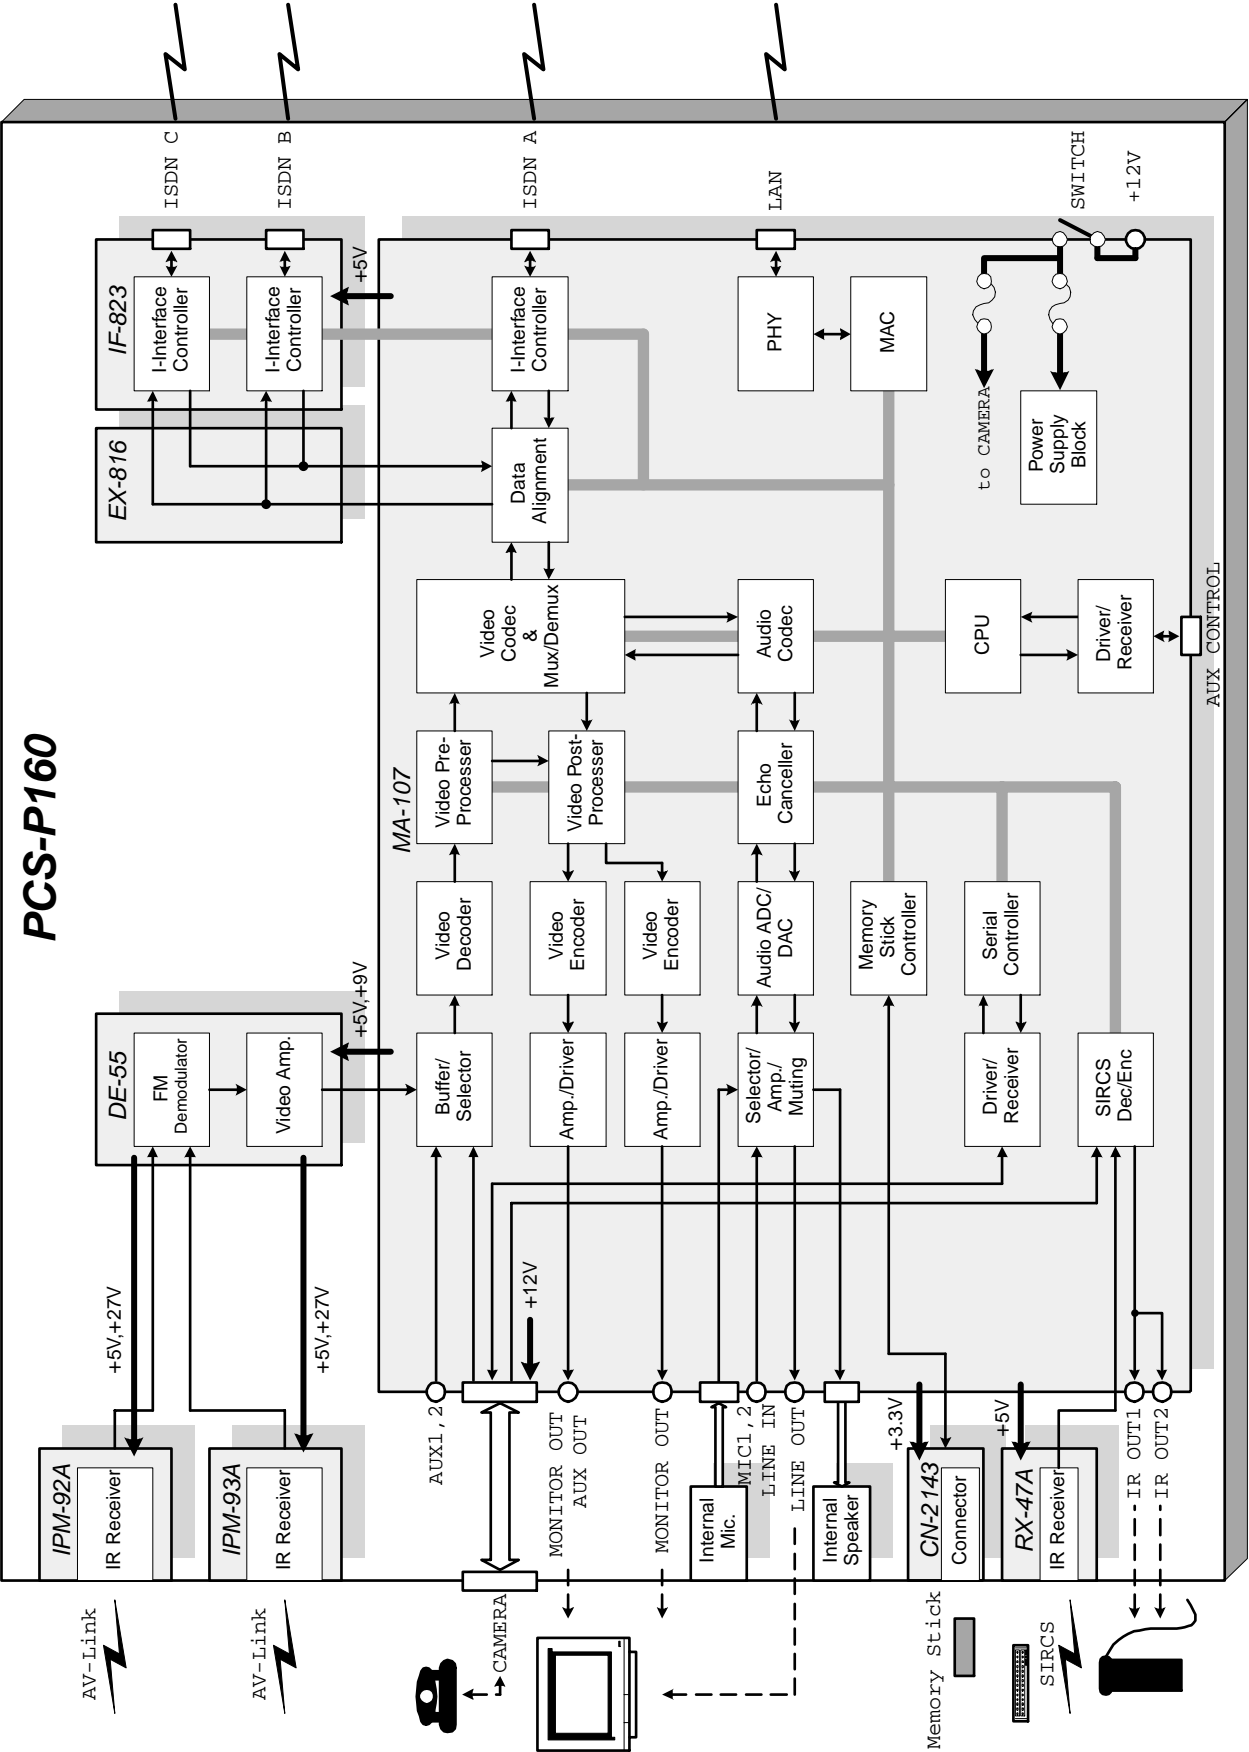 PCS-P160
IPM-92A
IR Receiver
AV-Link
+5V,+27V
IPM-93A
IR Receiver
AV-Link
+5V,+27V
DE-55
FM
Demodulator
Video Amp.
+5V,+9V
EX-816
IF-823
I-Interface
Controller
I-Interface
Controller
+5V
ISDN C
ISDN B
ISDN A
LAN
SWITCH
+12V
MA-107
Buffer/
Selector
Video
Decoder
Video Pre-
Processer
Video
Codec
&
Mux/Demux
Data
Alignment
I-Interface
Controller
Amp./Driver
Video
Encoder
Video Post-
Processer
Amp./Driver
Video
Encoder
Selector/
Amp./
Muting
Audio ADC/
DAC
Echo
Canceller
Audio
Codec
PHY
MAC
Memory
Stick
Controller
Driver/
Receiver
Serial
Controller
CPU
Driver/
Receiver
AUX CONTROL
SIRCS
Dec/Enc
to CAMERA
Power
Supply
Block
+12V
AUX1,2
CAMERA
MONITOR OUT
AUX OUT
MONITOR OUT
Internal
Mic.
MIC1,2
LINE IN
LINE OUT
Internal
Speaker
+3.3V
CN-2143
Connector
Memory Stick
+5V
RX-47A
IR Receiver
SIRCS
IR OUT1
IR OUT2